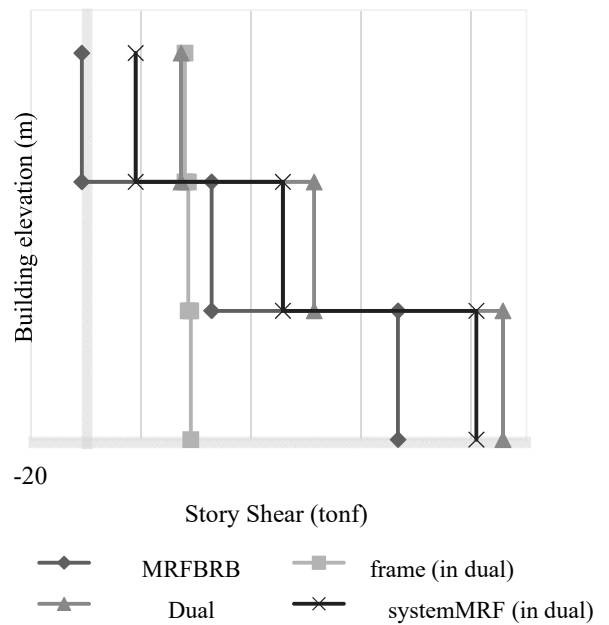 Building elevation (m)
-20
Story Shear (tonf)
MRFBRB
frame (in dual)
Dual
systemMRF (in dual)